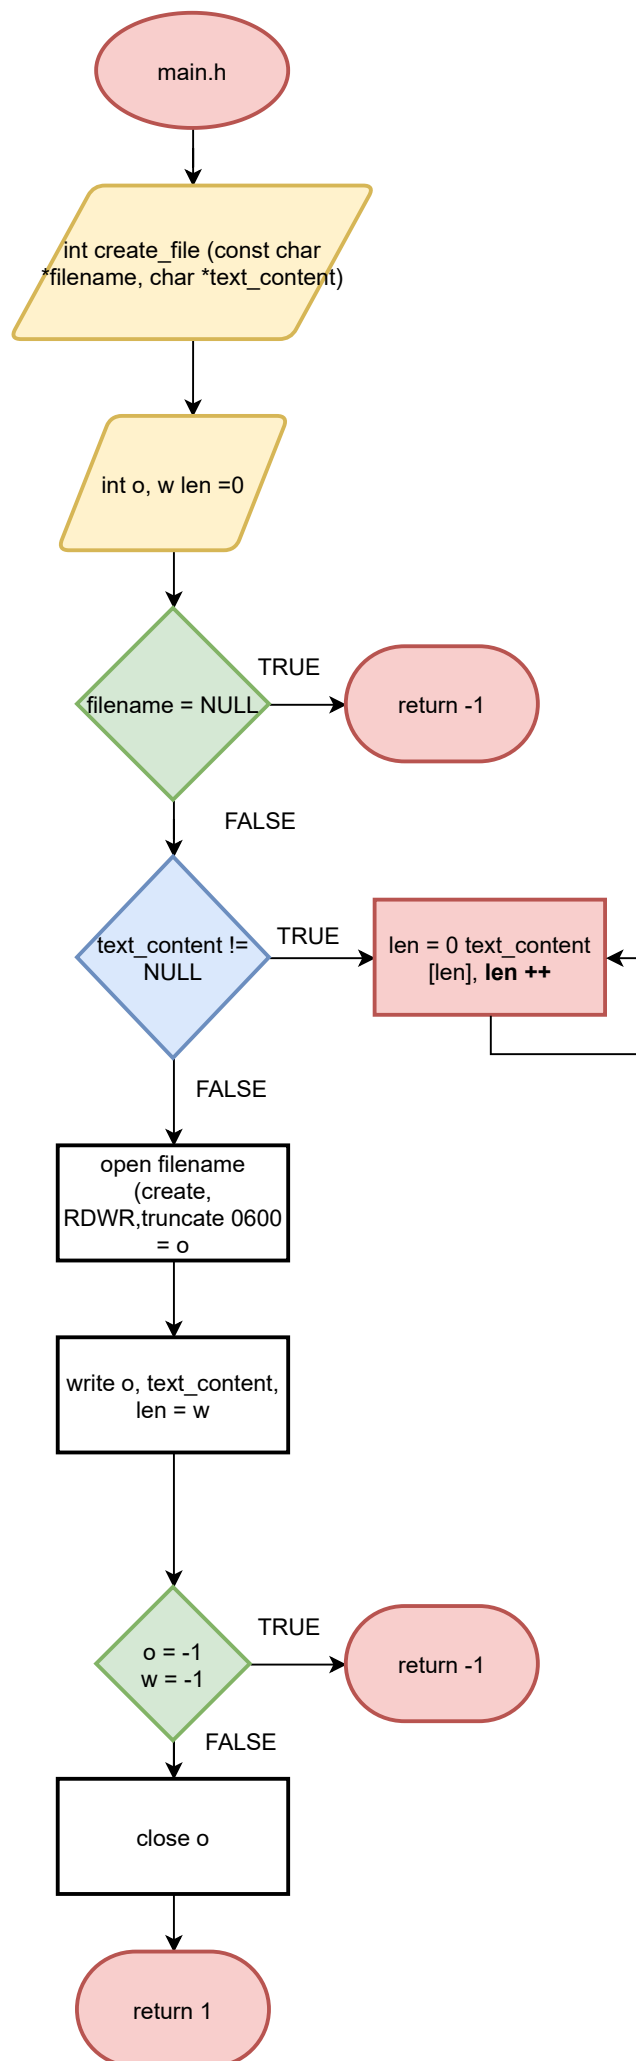 main.h
int create_file (const char
*filename, char *text_content)
int o, w len =0
filename = NULL
TRUE
return -1
FALSE
text_content !=
NULL
TRUE
len = 0 text_content
[len], len ++
FALSE
open filename
(create,
RDWR,truncate 0600
= o
write o, text_content,
len = w
o = -1
w = -1
TRUE
return -1
FALSE
close o
return 1